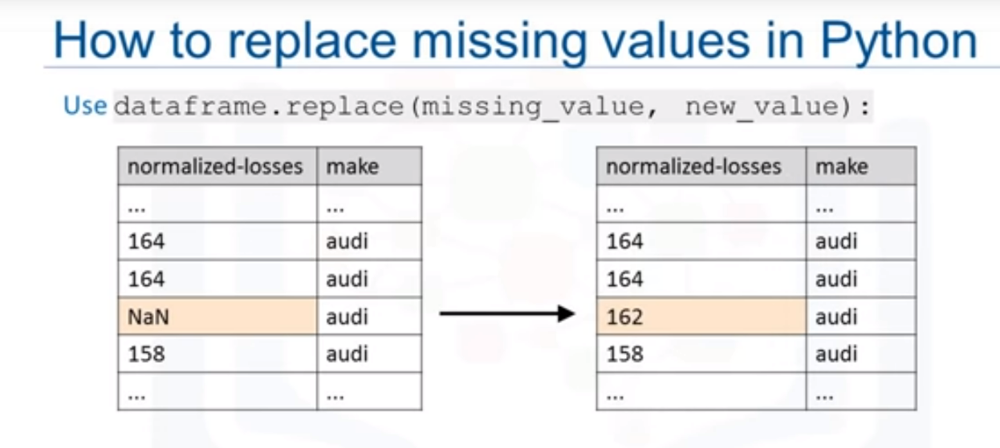 How to replace missing values in Python
Use dataframe.replace(missing_value, new_value):
normalized-losses make
... ...
164 audi
164 audi
NaN audi
158 audi
... ...
normalized-losses make
... ...
164 audi
164 audi
162 audi
158 audi
... ...